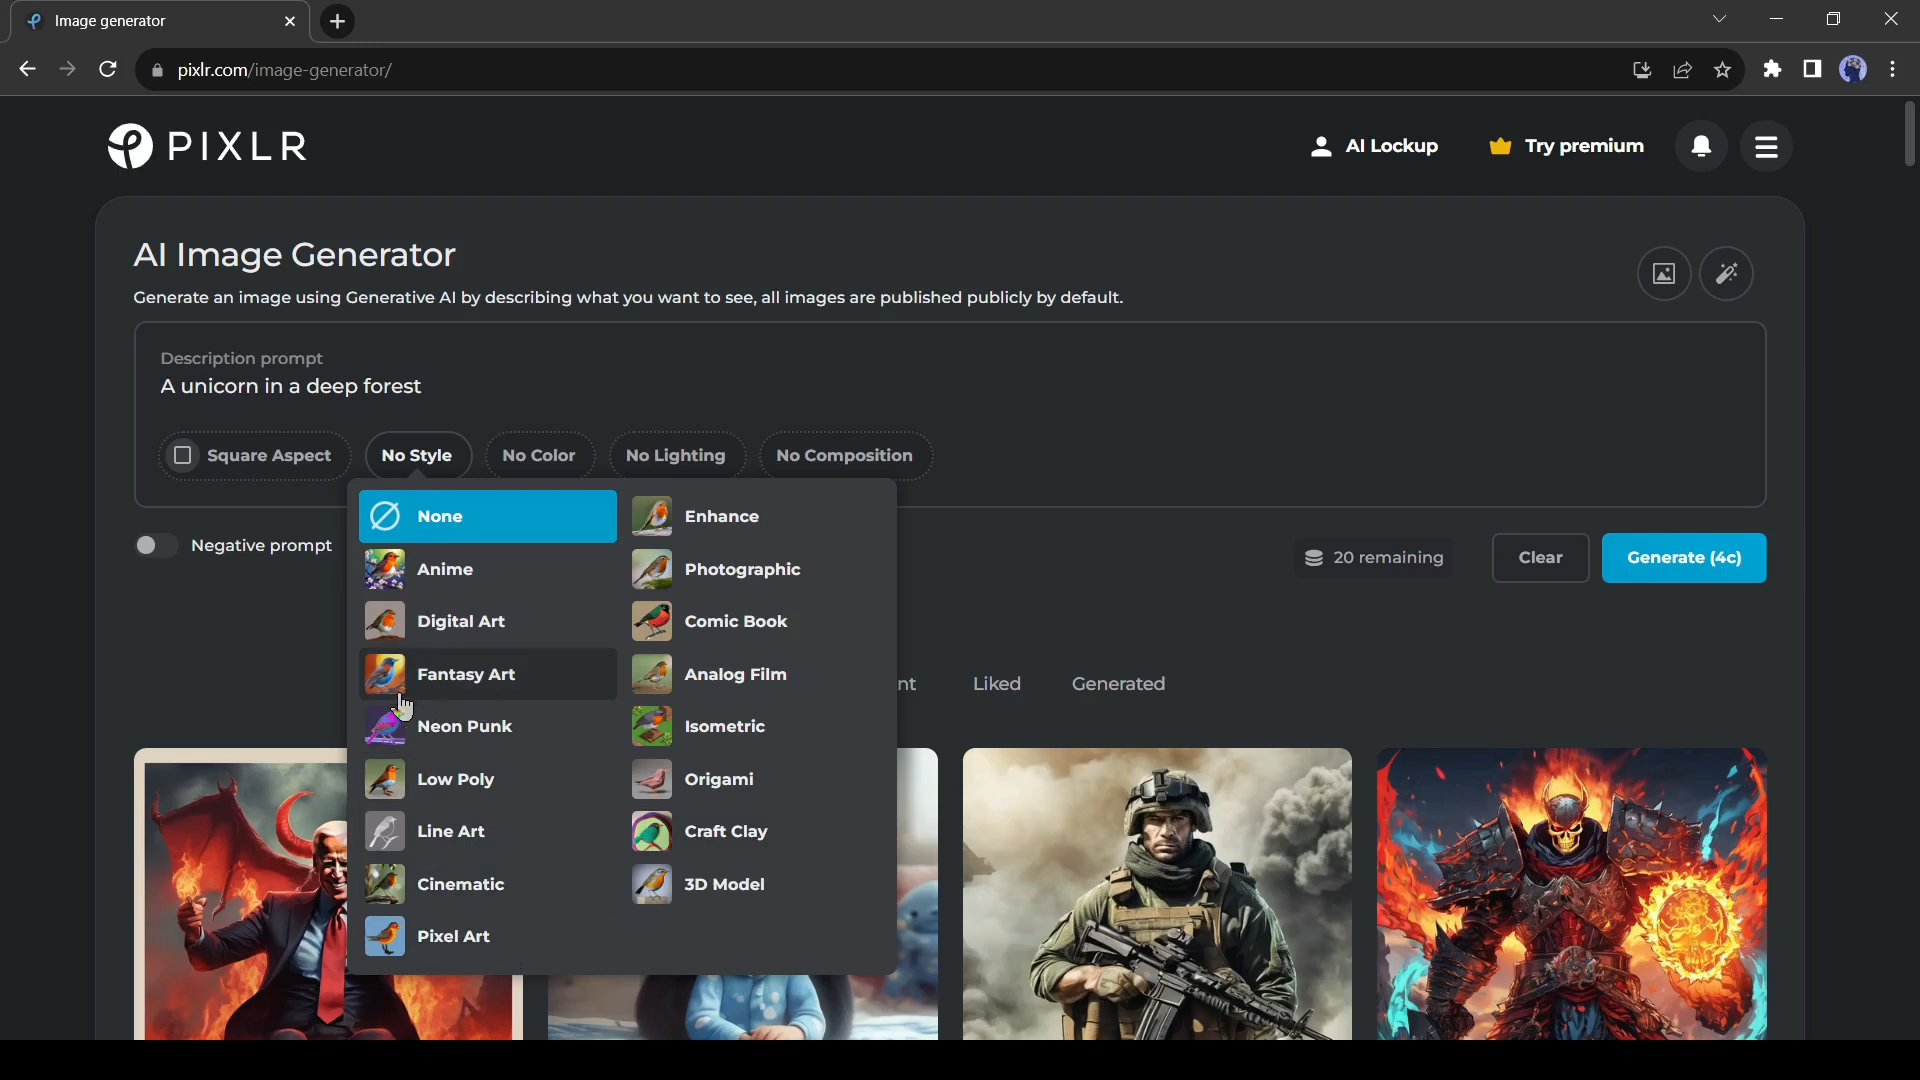 Image generator
pixlr.com/image-generator/
PIXLR
AI Lockup
Try premium
AI Image Generator
Generate an image using Generative AI by describing what you want to see, all images are published publicly by default.
Description prompt
A unicorn in a deep forest
Square Aspect
No Style
No Color
No Lighting
No Composition
None
Enhance
Negative prompt
20 remaining
Clear
Generate (4c)
Anime
Photographic
Digital Art
Comic Book
Fantasy Art
Analog Film
nt
Liked
Generated
Neon Punk
Isometric
Low Poly
Origami
Line Art
Craft Clay
Cinematic
3D Model
Pixel Art